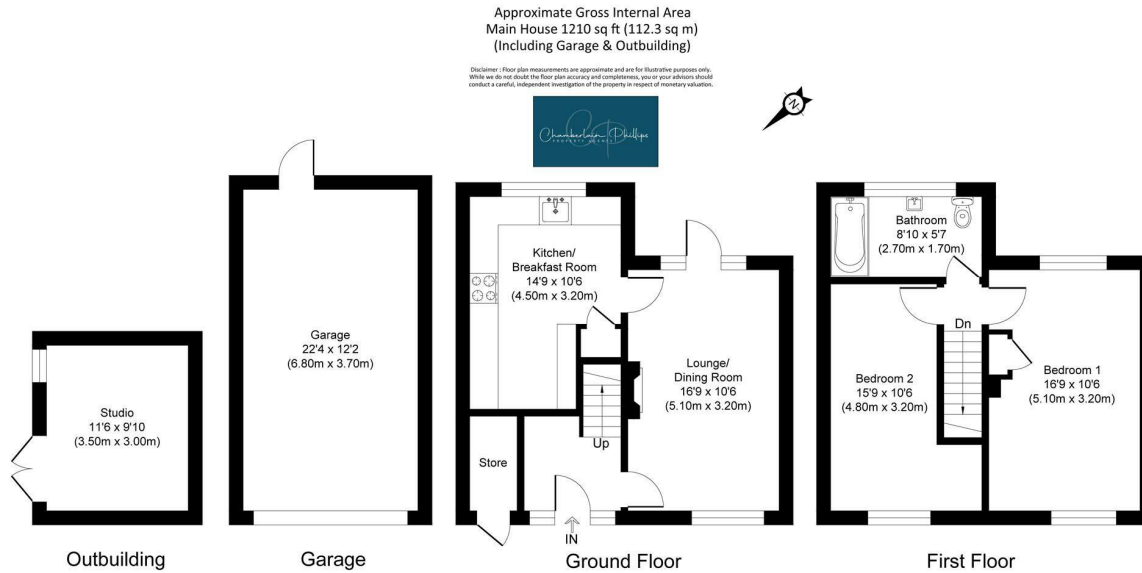 Approximate Gross Internal Area
Main House 1210 sq ft (112.3 sq m)
(Including Garage & Outbuilding)
Disclaimer : Floor plan measurements are approximate and are for illustrative purposes only.
While we do not doubt the floor plan accuracy and completeness, you or your advisors should
conduct a careful, independent investigation of the property in respect of monetary valuation.
Chamberlain Phillips
PROPERTY AGENTS
N
Studio
11'6 x 9'10
(3.50m x 3.00m)
Outbuilding
Garage
22'4 x 12'2
(6.80m x 3.70m)
Garage
Kitchen/
Breakfast Room
14'9 x 10'6
(4.50m x 3.20m)
Lounge/
Dining Room
16'9 x 10'6
(5.10m x 3.20m)
Up
Store
IN
Ground Floor
Bathroom
8'10 x 5'7
(2.70m x 1.70m)
Dn
Bedroom 2
15'9 x 10'6
(4.80m x 3.20m)
Bedroom 1
16'9 x 10'6
(5.10m x 3.20m)
First Floor